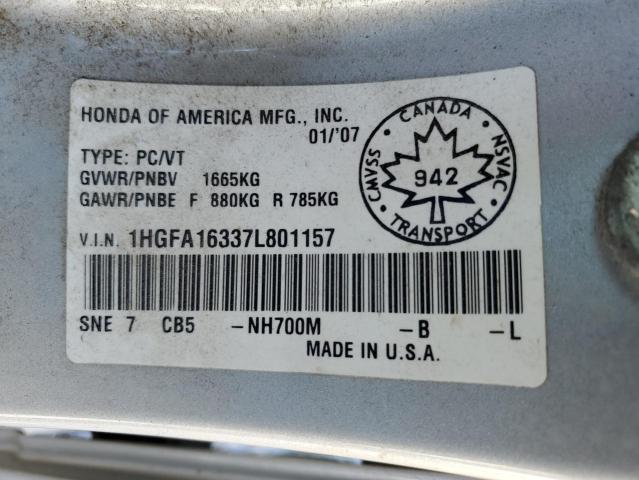 HONDA OF AMERICA MFG., INC.
01/'07
TYPE: PC/VT
GVWR/PNBV 1665KG
GAWR/PNBE F 880KG R 785KG
CANADA
CMVSS
NSVAC
942
TRANSPORT
V.I.N. 1HGFA16337L801157
SNE 7 CB5 -NH700M -B -L
MADE IN U.S.A.